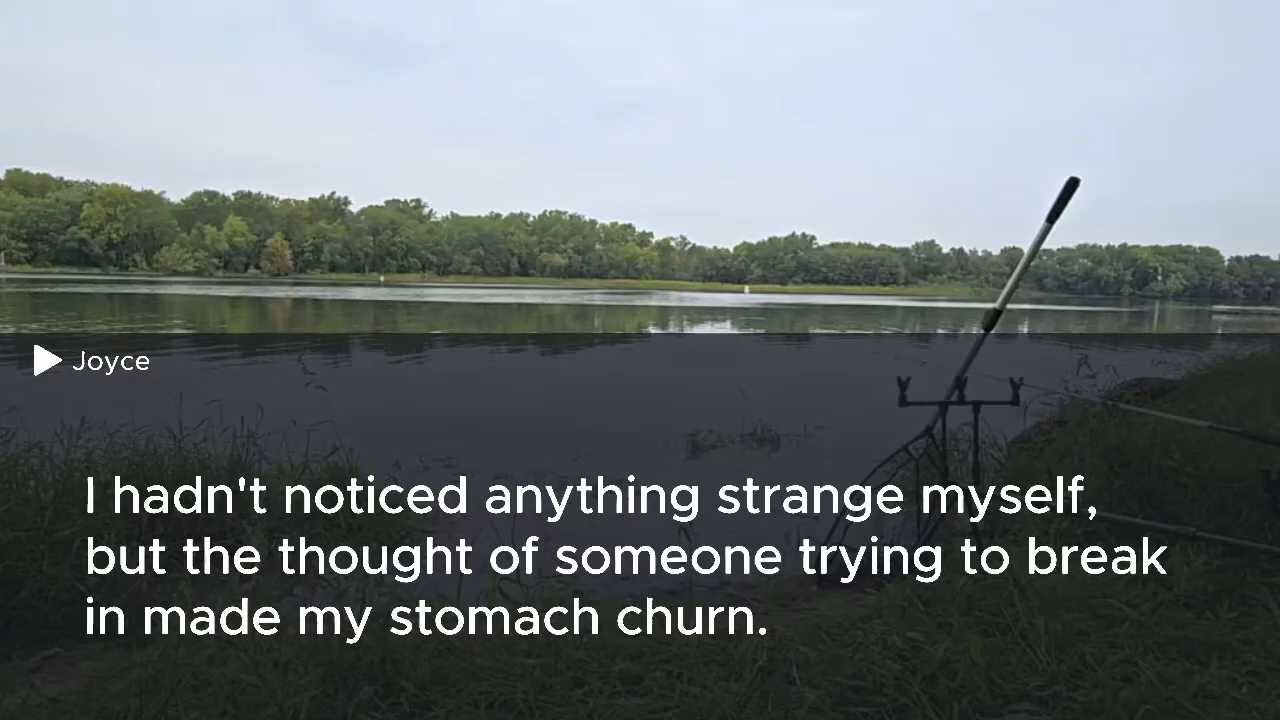 Joyce
I hadn't noticed anything strange myself,
but the thought of someone trying to break
in made my stomach churn.